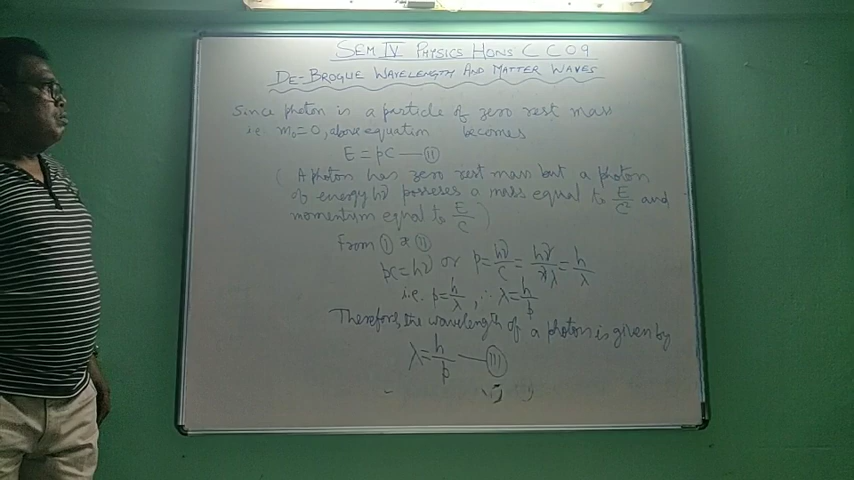 SEM IV PHYSICS HONS C C 09
DE-BROGLIE WAVELENGTH AND MATTER WAVES
Since photon is a particle of zero rest mass
i.e. m₀=0, above equation becomes
E = pc — II
( A photon has zero rest mass but a photon
of energy hν posseses a mass equal to E/c² and
momentum equal to E/c )
From I & II
pc = hν or p = hν/c = hν/νλ = h/λ
i.e. p = h/λ, ∴ λ = h/p
Therefore, the wavelength of a photon is given by
λ = h/p — III